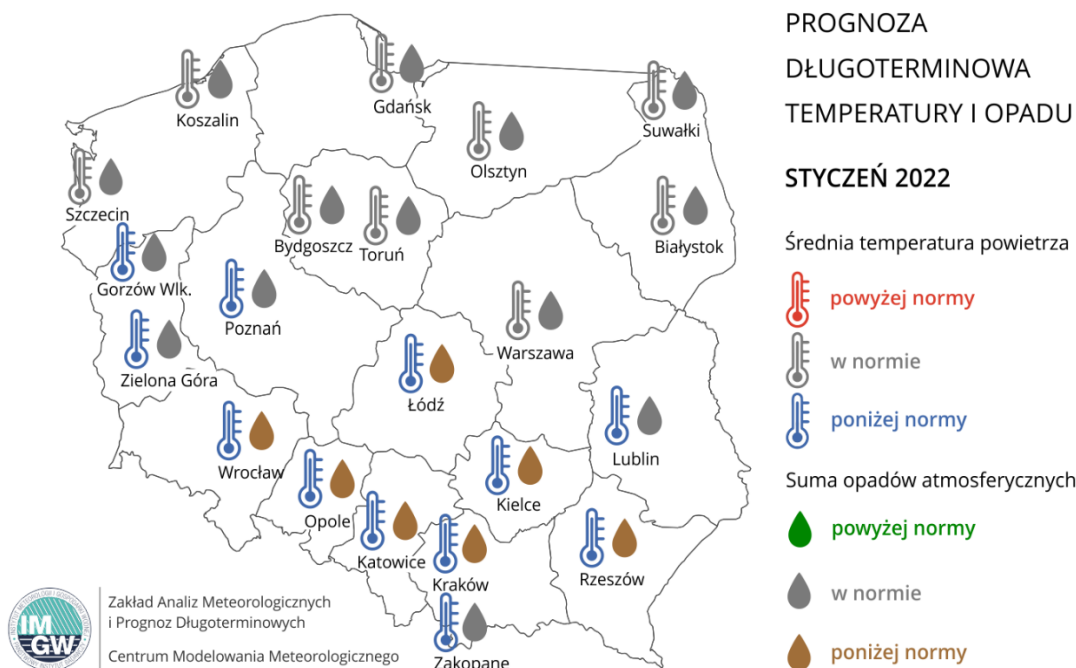 PROGNOZA
DŁUGOTERMINOWA
TEMPERATURY I OPADU
STYCZEŃ 2022
Średnia temperatura powietrza
powyżej normy
w normie
poniżej normy
Suma opadów atmosferycznych
powyżej normy
w normie
poniżej normy
Koszalin
Gdańsk
Suwałki
Olsztyn
Szczecin
Bydgoszcz
Toruń
Białystok
Gorzów Wlk.
Poznań
Warszawa
Zielona Góra
Łódź
Wrocław
Lublin
Opole
Kielce
Katowice
Kraków
Rzeszów
Zakopane
IM
GW
Zakład Analiz Meteorologicznych
i Prognoz Długoterminowych
Centrum Modelowania Meteorologicznego